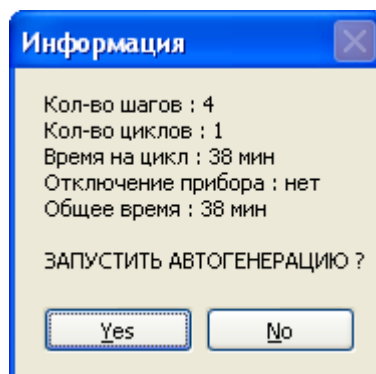 Информация
Кол-во шагов : 4
Кол-во циклов : 1
Время на цикл : 38 мин
Отключение прибора : нет
Общее время : 38 мин
ЗАПУСТИТЬ АВТОГЕНЕРАЦИЮ ?
Yes No